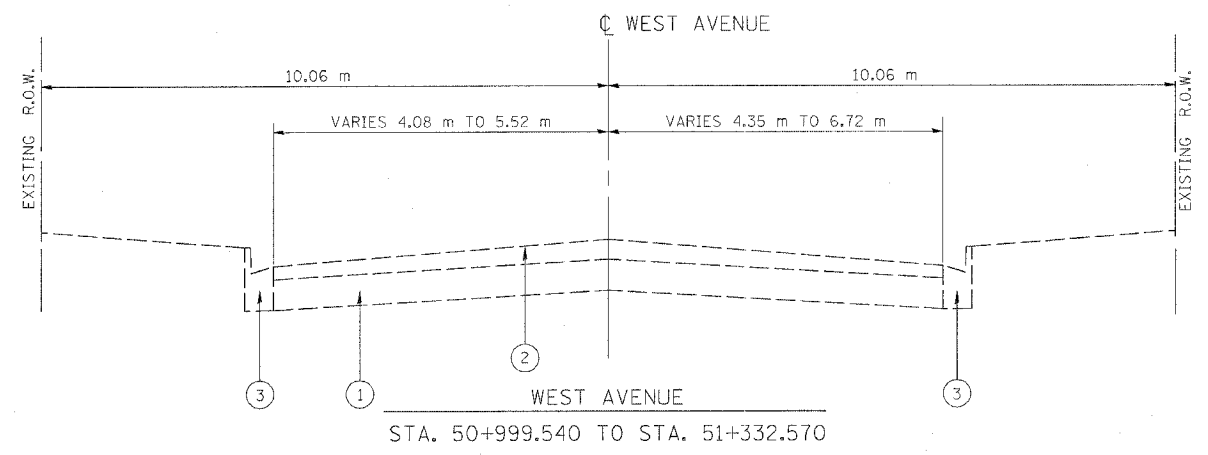 ℄ WEST AVENUE
10.06 m
10.06 m
VARIES 4.08 m TO 5.52 m
VARIES 4.35 m TO 6.72 m
EXISTING R.O.W.
EXISTING R.O.W.
2
3
1
3
WEST AVENUE
STA. 50+999.540 TO STA. 51+332.570